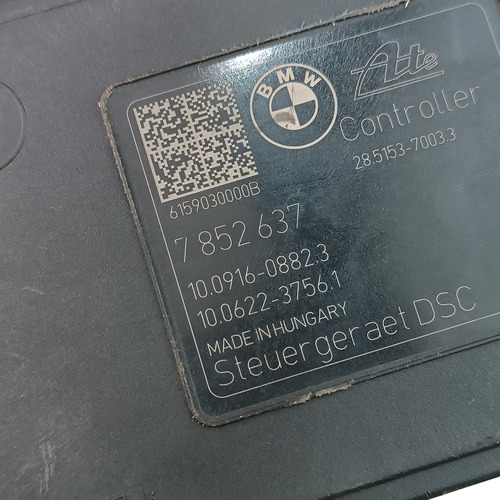 BMW
Ate
Controller
28.5153-7003.3
6159030000B
7 852 637
10.0916-0882.3
10.0622-3756.1
MADE IN HUNGARY
Steuergeraet DSC